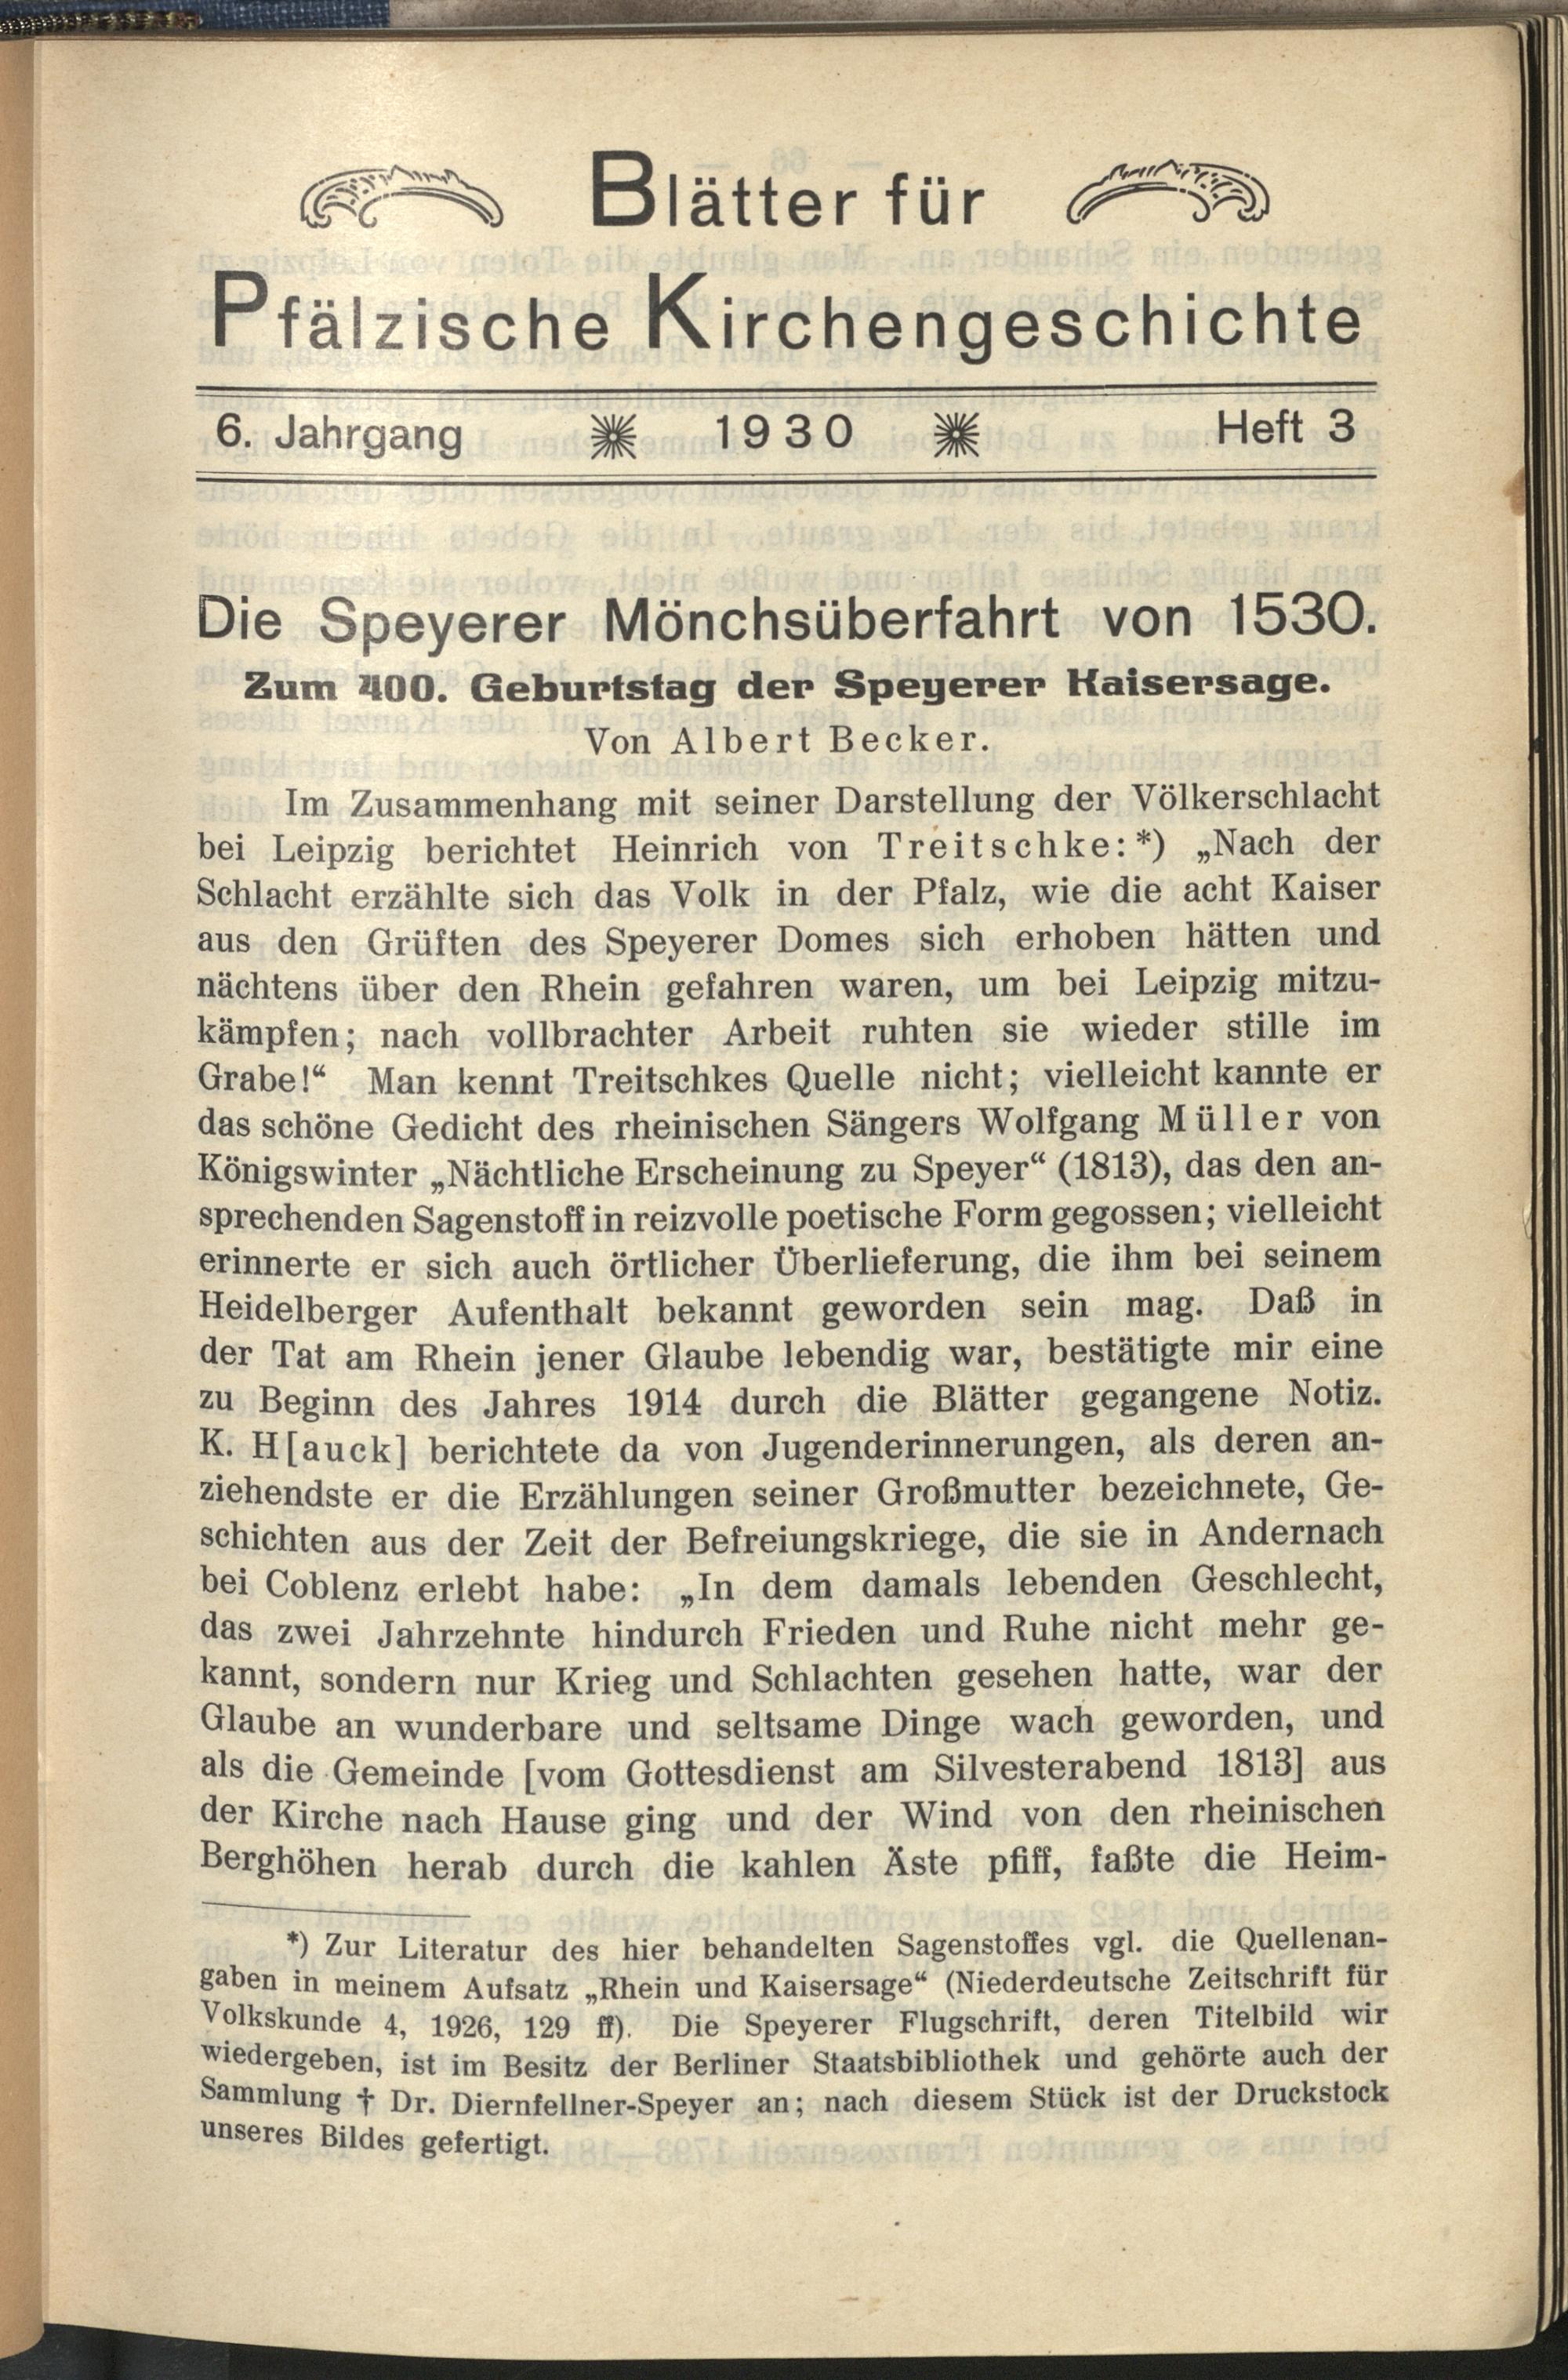 Blätter für
Pfälzische Kirchengeschichte
6. Jahrgang 1930 Heft 3
Die Speyerer Mönchsüberfahrt von 1530.
Zum 400. Geburtstag der Speyerer Kaisersage.
Von Albert Becker.
Im Zusammenhang mit seiner Darstellung der Völkerschlacht
bei Leipzig berichtet Heinrich von Treitschke:*) „Nach der
Schlacht erzählte sich das Volk in der Pfalz, wie die acht Kaiser
aus den Grüften des Speyerer Domes sich erhoben hätten und
nächtens über den Rhein gefahren waren, um bei Leipzig mitzu-
kämpfen; nach vollbrachter Arbeit ruhten sie wieder stille im
Grabe!“ Man kennt Treitschkes Quelle nicht; vielleicht kannte er
das schöne Gedicht des rheinischen Sängers Wolfgang Müller von
Königswinter „Nächtliche Erscheinung zu Speyer“ (1813), das den an-
sprechenden Sagenstoff in reizvolle poetische Form gegossen; vielleicht
erinnerte er sich auch örtlicher Überlieferung, die ihm bei seinem
Heidelberger Aufenthalt bekannt geworden sein mag. Daß in
der Tat am Rhein jener Glaube lebendig war, bestätigte mir eine
zu Beginn des Jahres 1914 durch die Blätter gegangene Notiz.
K. H[auck] berichtete da von Jugenderinnerungen, als deren an-
ziehendste er die Erzählungen seiner Großmutter bezeichnete, Ge-
schichten aus der Zeit der Befreiungskriege, die sie in Andernach
bei Coblenz erlebt habe: „In dem damals lebenden Geschlecht,
das zwei Jahrzehnte hindurch Frieden und Ruhe nicht mehr ge-
kannt, sondern nur Krieg und Schlachten gesehen hatte, war der
Glaube an wunderbare und seltsame Dinge wach geworden, und
als die Gemeinde [vom Gottesdienst am Silvesterabend 1813] aus
der Kirche nach Hause ging und der Wind von den rheinischen
Berghöhen herab durch die kahlen Äste pfiff, faßte die Heim-
*) Zur Literatur des hier behandelten Sagenstoffes vgl. die Quellenan-
gaben in meinem Aufsatz „Rhein und Kaisersage“ (Niederdeutsche Zeitschrift für
Volkskunde 4, 1926, 129 ff). Die Speyerer Flugschrift, deren Titelbild wir
wiedergeben, ist im Besitz der Berliner Staatsbibliothek und gehörte auch der
Sammlung † Dr. Diernfellner-Speyer an; nach diesem Stück ist der Druckstock
unseres Bildes gefertigt.